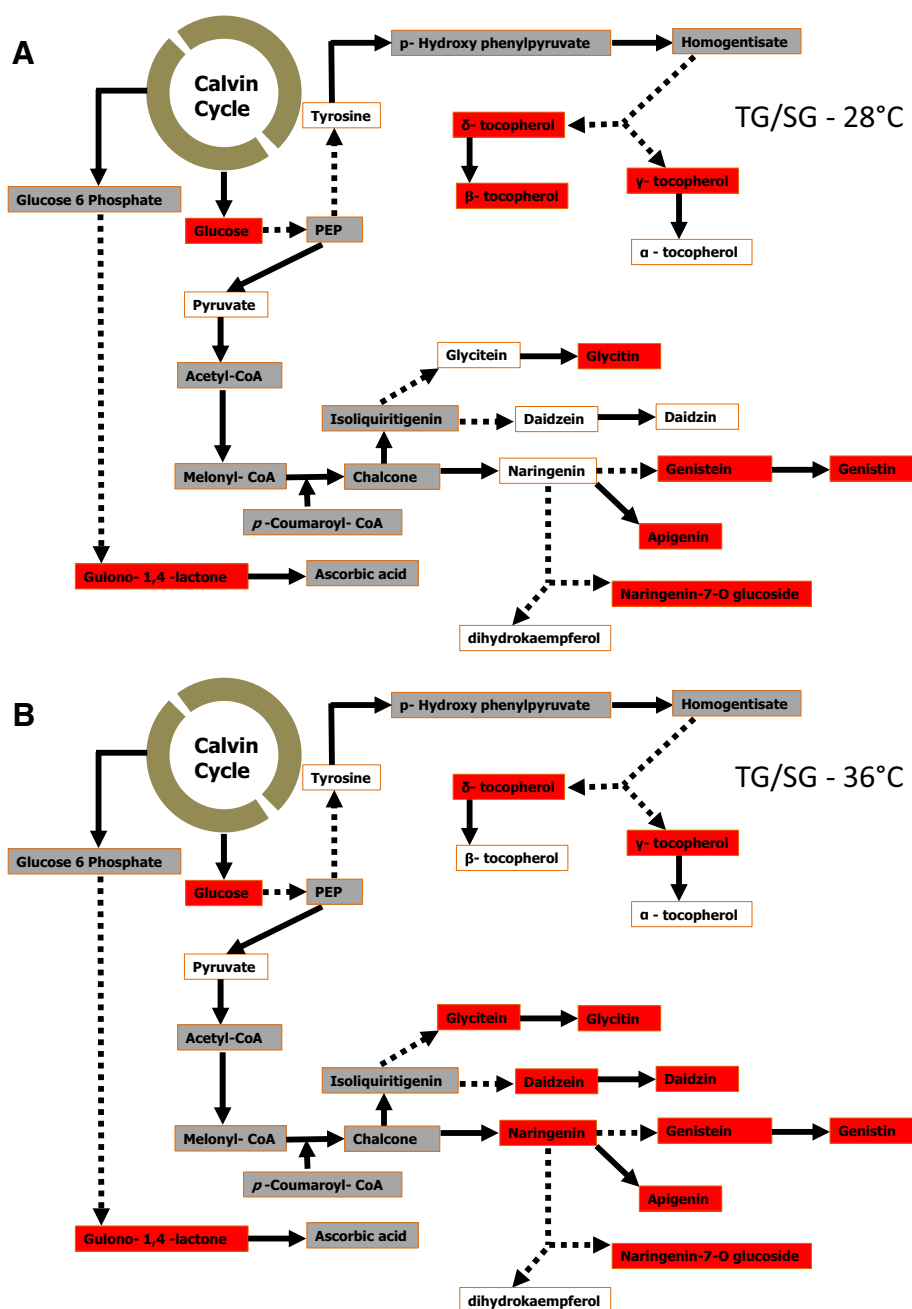 A
Calvin
Cycle
p- Hydroxy phenylpyruvate
Homogentisate
Tyrosine
δ- tocopherol
TG/SG - 28°C
Glucose 6 Phosphate
β- tocopherol
γ- tocopherol
Glucose
PEP
α - tocopherol
Pyruvate
Glycitein
Glycitin
Acetyl-CoA
Isoliquiritigenin
Daidzein
Daidzin
Melonyl- CoA
Chalcone
Naringenin
Genistein
Genistin
p -Coumaroyl- CoA
Apigenin
Gulono- 1,4 -lactone
Ascorbic acid
Naringenin-7-O glucoside
dihydrokaempferol
B
Calvin
Cycle
p- Hydroxy phenylpyruvate
Homogentisate
Tyrosine
δ- tocopherol
TG/SG - 36°C
Glucose 6 Phosphate
β- tocopherol
γ- tocopherol
Glucose
PEP
α - tocopherol
Pyruvate
Glycitein
Glycitin
Acetyl-CoA
Isoliquiritigenin
Daidzein
Daidzin
Melonyl- CoA
Chalcone
Naringenin
Genistein
Genistin
p -Coumaroyl- CoA
Apigenin
Gulono- 1,4 -lactone
Ascorbic acid
Naringenin-7-O glucoside
dihydrokaempferol